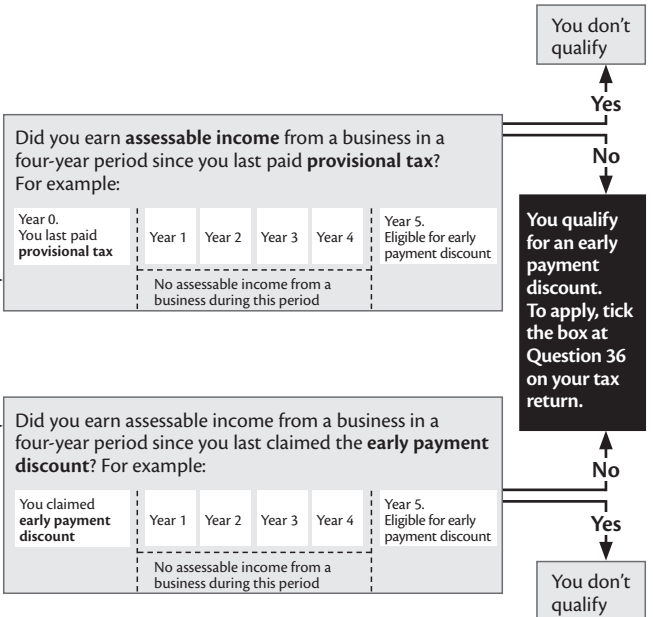 You don't
qualify
Yes
Did you earn assessable income from a business in a
four-year period since you last paid provisional tax?
For example:
No
Year 0.
You last paid
provisional tax
Year 1
Year 2
Year 3
Year 4
Year 5.
Eligible for early
payment discount
No assessable income from a
business during this period
You qualify
for an early
payment
discount.
To apply, tick
the box at
Question 36
on your tax
return.
Did you earn assessable income from a business in a
four-year period since you last claimed the early payment
discount? For example:
No
You claimed
early payment
discount
Year 1
Year 2
Year 3
Year 4
Year 5.
Eligible for early
payment discount
Yes
No assessable income from a
business during this period
You don't
qualify